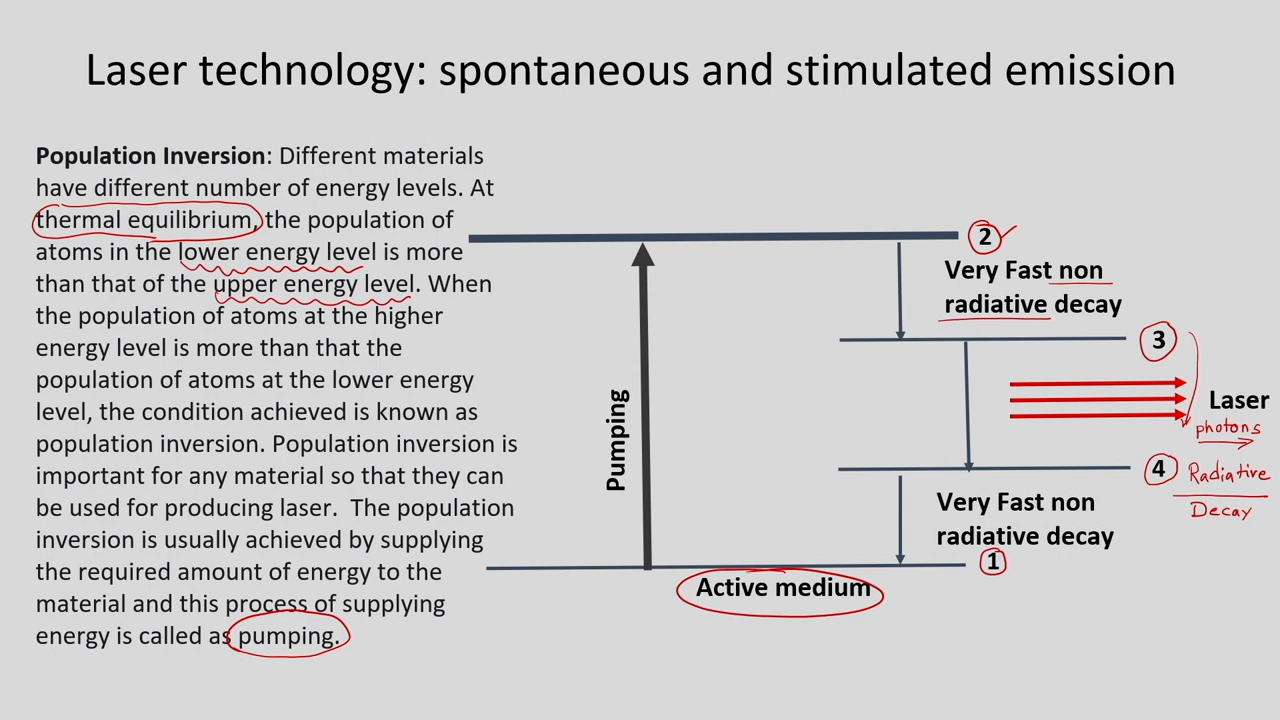 Laser technology: spontaneous and stimulated emission
Population Inversion: Different materials
have different number of energy levels. At
thermal equilibrium, the population of
atoms in the lower energy level is more
than that of the upper energy level. When
the population of atoms at the higher
energy level is more than that the
population of atoms at the lower energy
level, the condition achieved is known as
population inversion. Population inversion is
important for any material so that they can
be used for producing laser. The population
inversion is usually achieved by supplying
the required amount of energy to the
material and this process of supplying
energy is called as pumping.
Pumping
2
Very Fast non
radiative decay
3
Laser
photons
4
Radiative
Decay
Very Fast non
radiative decay
1
Active medium